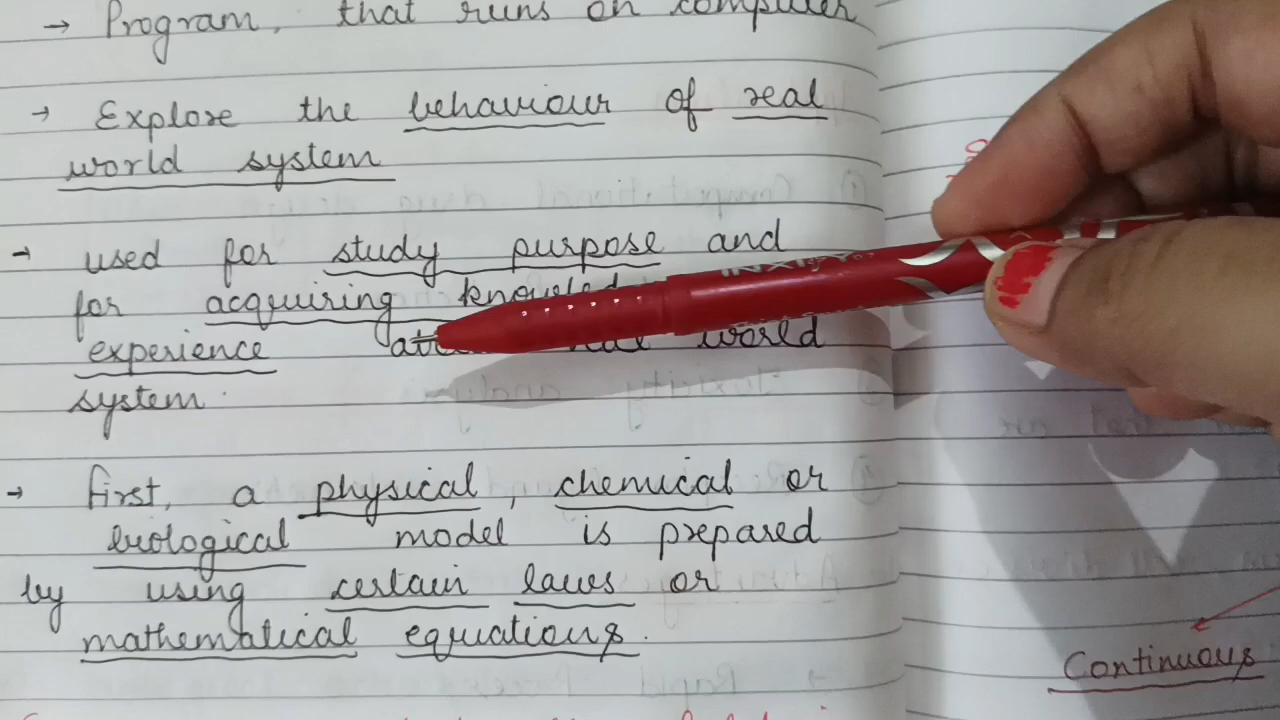 → Program, that runs on computer
→ Explore the behaviour of real
world system
→ used for study purpose and
for acquiring
experience world
system.
→ first, a physical, chemical or
biological model is prepared
by using certain laws or
mathematical equations.
Continuous